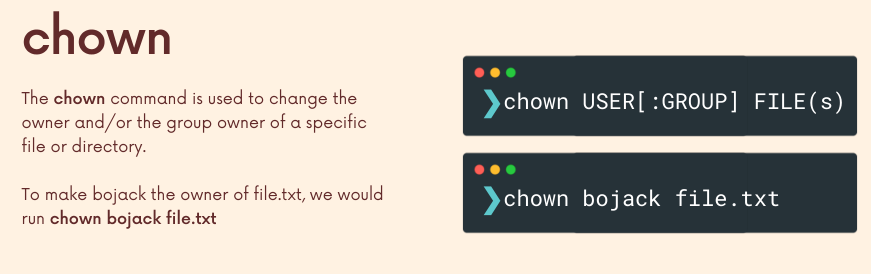 chown
The chown command is used to change the
owner and/or the group owner of a specific
file or directory.
To make bojack the owner of file.txt, we would
run chown bojack file.txt
❯chown USER[:GROUP] FILE(s)
❯chown bojack file.txt